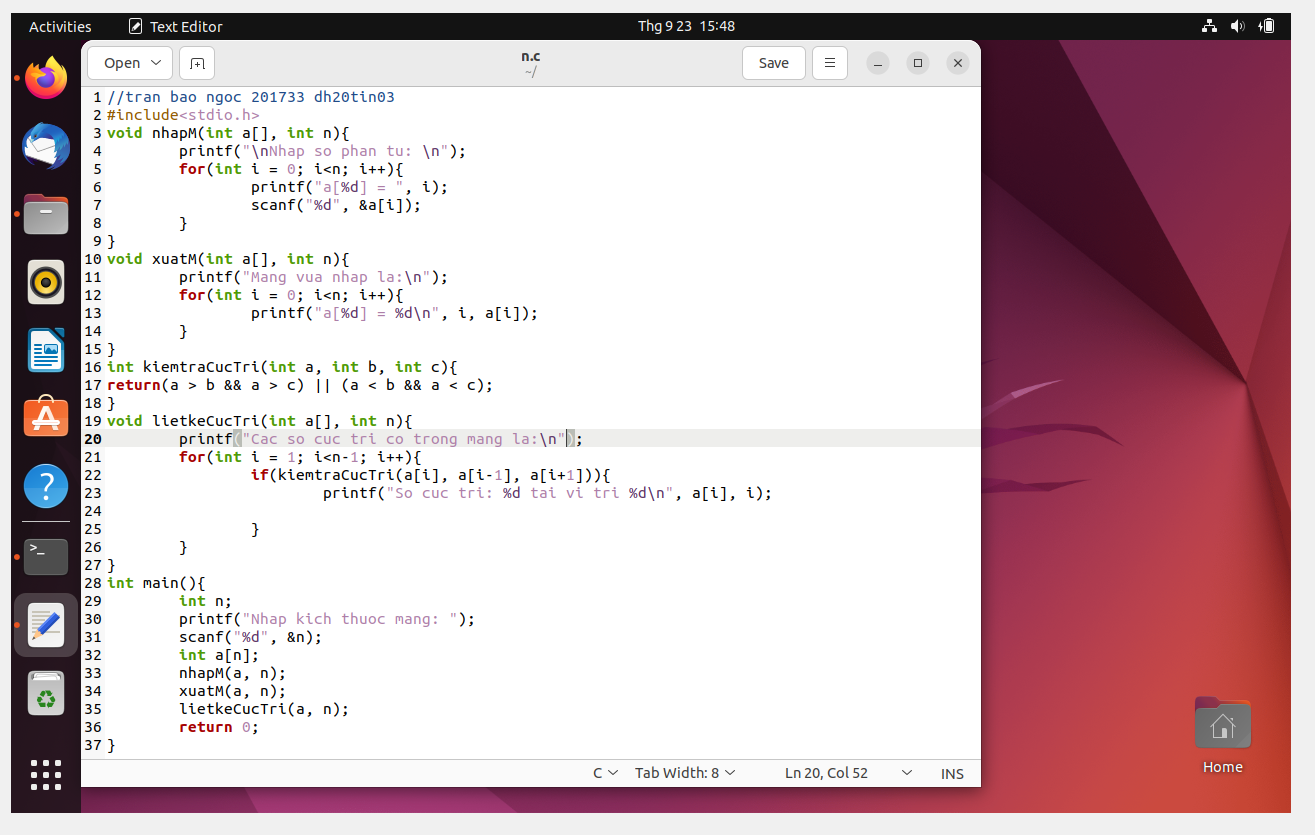 Activities
Text Editor
Thg 9 23 15:48
Open
n.c
~/
Save
1 //tran bao ngoc 201733 dh20tin03
2 #include<stdio.h>
3 void nhapM(int a[], int n){
4         printf("\nNhap so phan tu: \n");
5         for(int i = 0; i<n; i++){
6                 printf("a[%d] = ", i);
7                 scanf("%d", &a[i]);
8         }
9 }
10 void xuatM(int a[], int n){
11         printf("Mang vua nhap la:\n");
12         for(int i = 0; i<n; i++){
13                 printf("a[%d] = %d\n", i, a[i]);
14         }
15 }
16 int kiemtraCucTri(int a, int b, int c){
17 return(a > b && a > c) || (a < b && a < c);
18 }
19 void lietkeCucTri(int a[], int n){
20         printf("Cac so cuc tri co trong mang la:\n");
21         for(int i = 1; i<n-1; i++){
22                 if(kiemtraCucTri(a[i], a[i-1], a[i+1])){
23                         printf("So cuc tri: %d tai vi tri %d\n", a[i], i);
24
25                 }
26         }
27 }
28 int main(){
29         int n;
30         printf("Nhap kich thuoc mang: ");
31         scanf("%d", &n);
32         int a[n];
33         nhapM(a, n);
34         xuatM(a, n);
35         lietkeCucTri(a, n);
36         return 0;
37 }
C
Tab Width: 8
Ln 20, Col 52
INS
Home